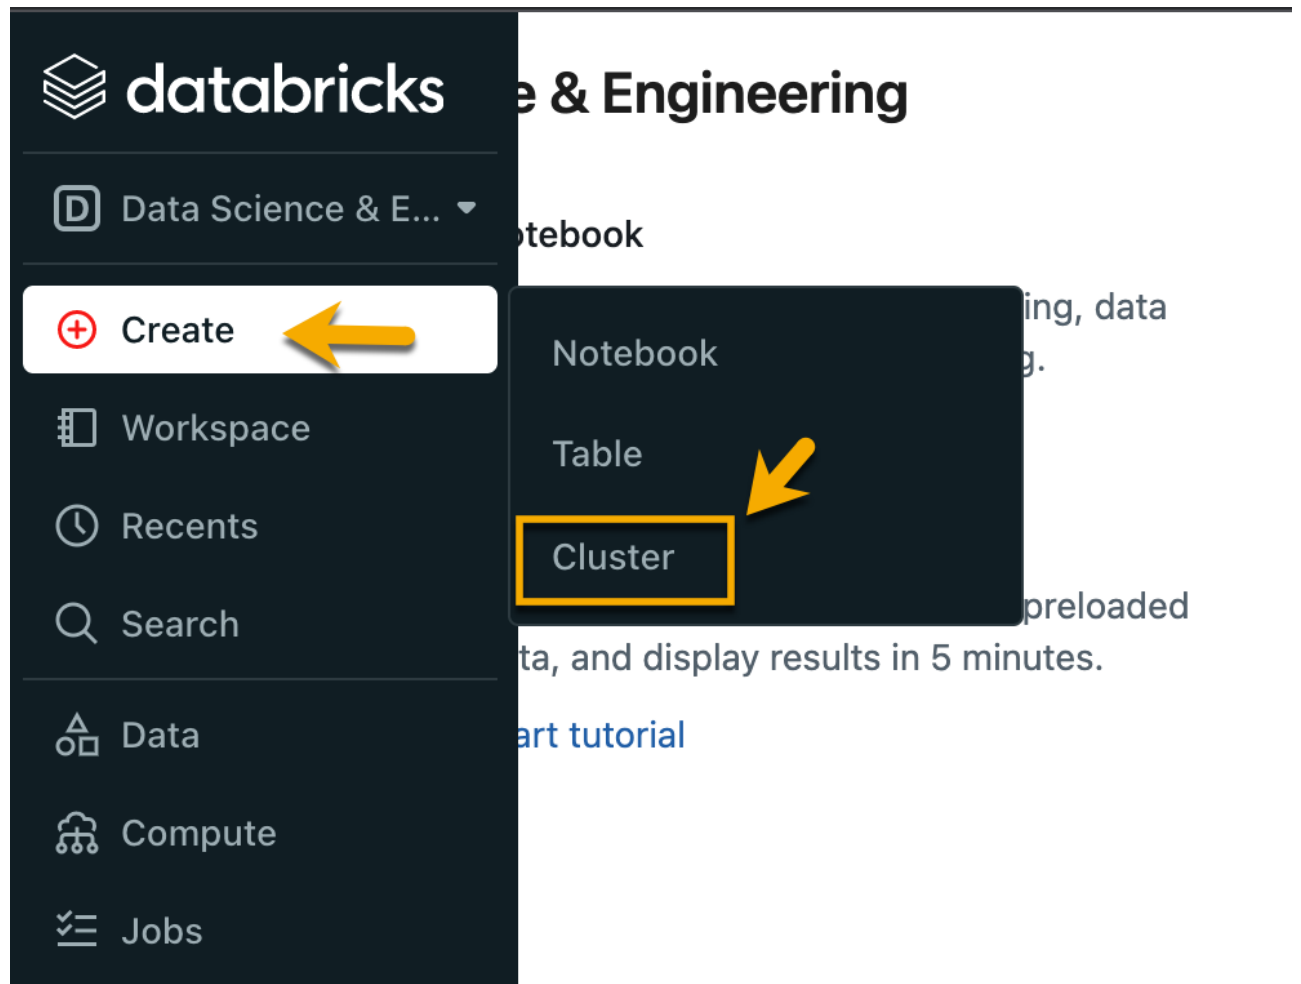 databricks
Data Science & E...
Create
Workspace
Recents
Search
Data
Compute
Jobs
Notebook
Table
Cluster
e & Engineering
otebook
ing, data
g.
preloaded
ta, and display results in 5 minutes.
art tutorial